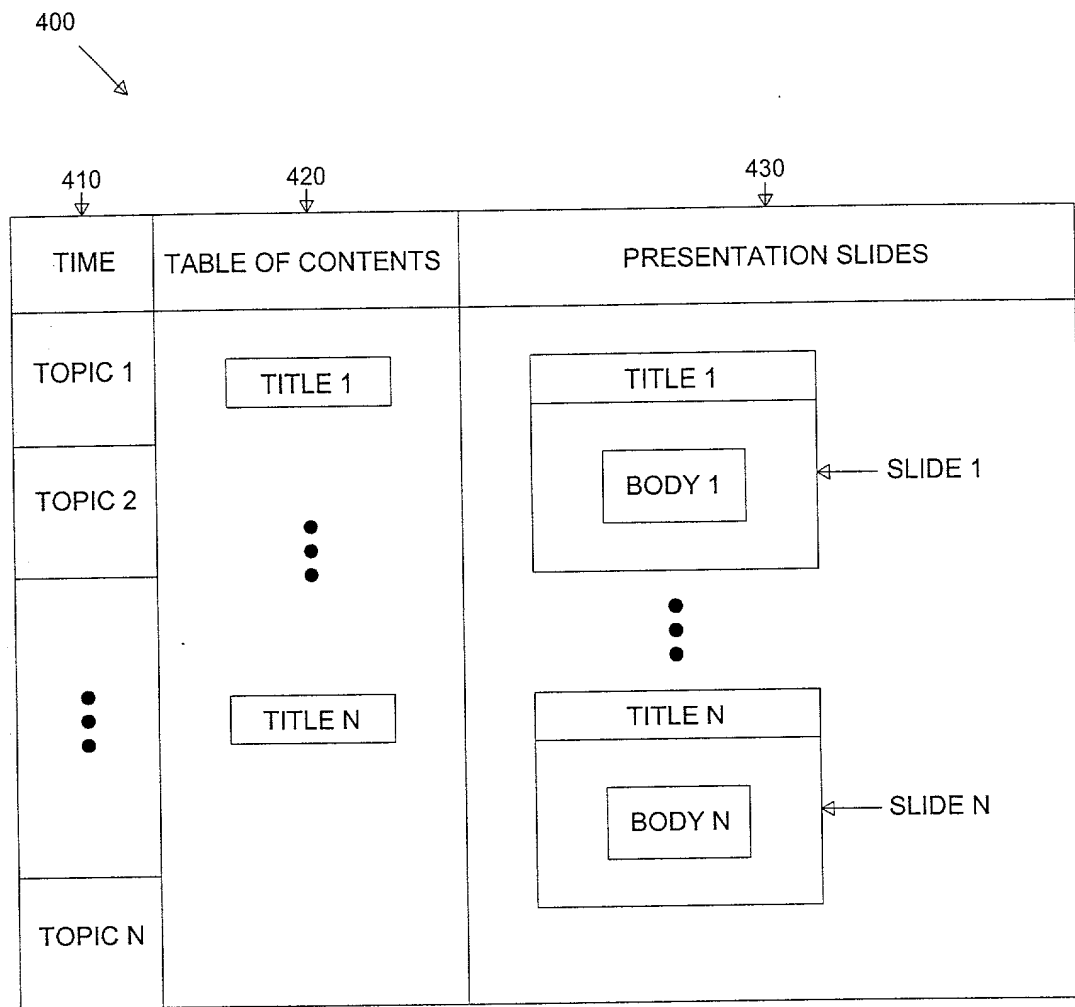 400
410
420
430
TIME
TABLE OF CONTENTS
PRESENTATION SLIDES
TOPIC 1
TITLE 1
TITLE 1
BODY 1
SLIDE 1
TOPIC 2
TITLE N
TITLE N
BODY N
SLIDE N
TOPIC N